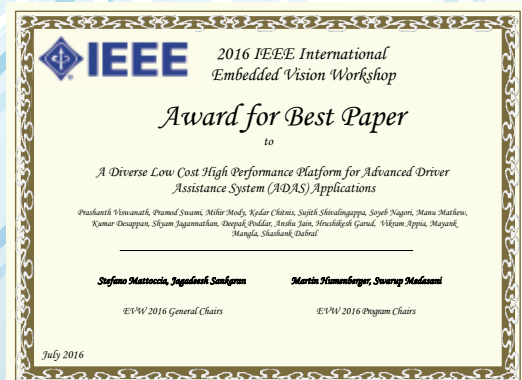 IEEE
2016 IEEE International
Embedded Vision Workshop
Award for Best Paper
to
A Diverse Low Cost High Performance Platform for Advanced Driver
Assistance System (ADAS) Applications
Prashanth Viswanath, Pramod Swami, Mihir Mody, Kedar Chitnis, Sujith Shivalingappa, Soyeb Nagori, Manu Mathew,
Kumar Desappan, Shyam Jagannathan, Deepak Poddar, Anshu Jain, Hrushikesh Garud, Vikram Appia, Mayank
Mangla, Shashank Dabral
Stefano Mattoccia, Jagadeesh Sankaran
Martin Humenberger, Swarup Medasani
EVW 2016 General Chairs
EVW 2016 Program Chairs
July 2016